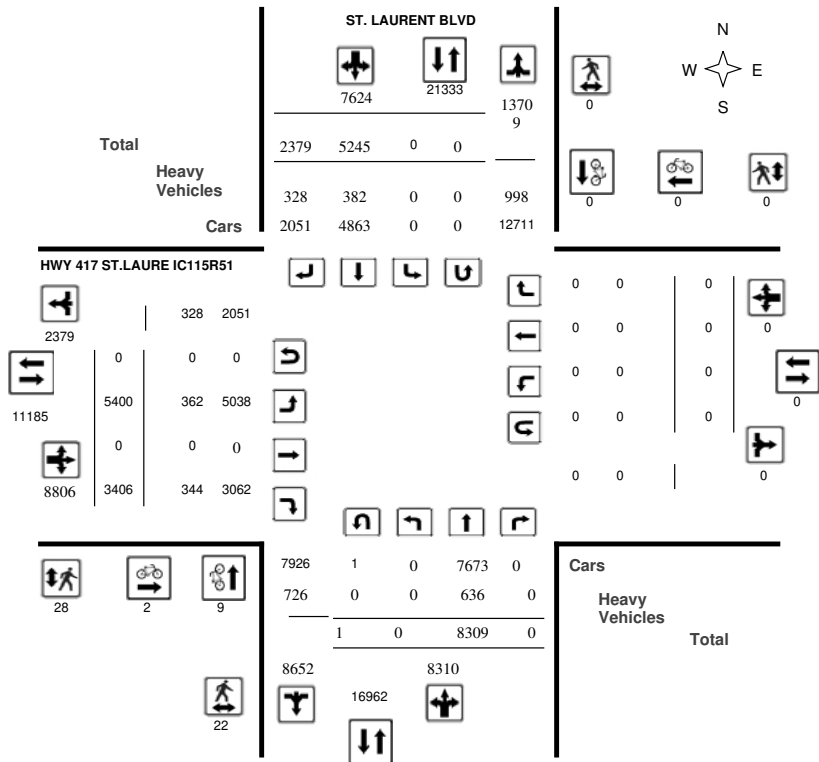 ST. LAURENT BLVD
N
W E
S
7624 21333 1370
9
0
Total 2379 5245 0 0
Heavy
Vehicles 328 382 0 0 998
Cars 2051 4863 0 0 12711
0 0 0
HWY 417 ST.LAURE IC115R51
328 2051
2379
0 0 0
11185
5400 362 5038
0 0 0
8806 3406 344 3062
0 0 0
0
0 0 0
0 0 0
0
0 0 0
0 0 0
7926 1 0 7673 0
726 0 0 636 0
1 0 8309 0
Cars
Heavy
Vehicles
Total
28 2 9
8652 16962 8310
22